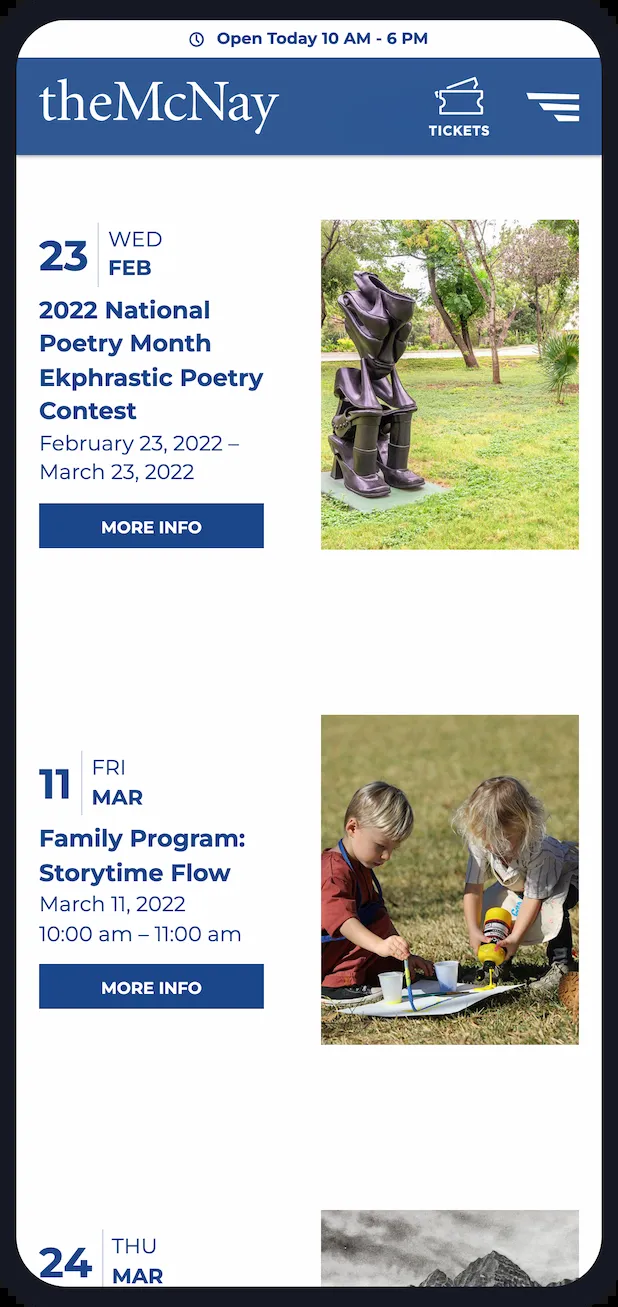 Open Today 10 AM - 6 PM
theMcNay
TICKETS
23
WED
FEB
2022 National
Poetry Month
Ekphrastic Poetry
Contest
February 23, 2022 –
March 23, 2022
MORE INFO
11
FRI
MAR
Family Program:
Storytime Flow
March 11, 2022
10:00 am – 11:00 am
MORE INFO
24
THU
MAR